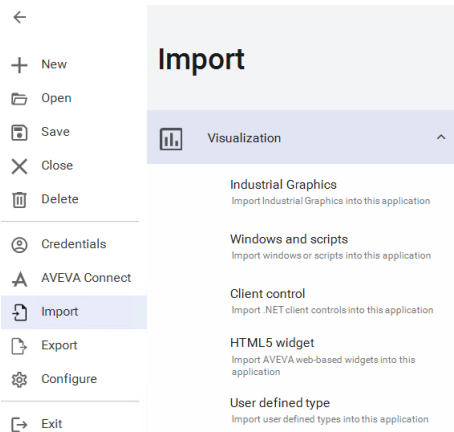 New
Open
Save
Close
Delete
Credentials
AVEVA Connect
Import
Export
Configure
Exit
Import
Visualization
Industrial Graphics
Import Industrial Graphics into this application
Windows and scripts
Import windows or scripts into this application
Client control
Import .NET client controls into this application
HTML5 widget
Import AVEVA web-based widgets into this
application
User defined type
Import user defined types into this application